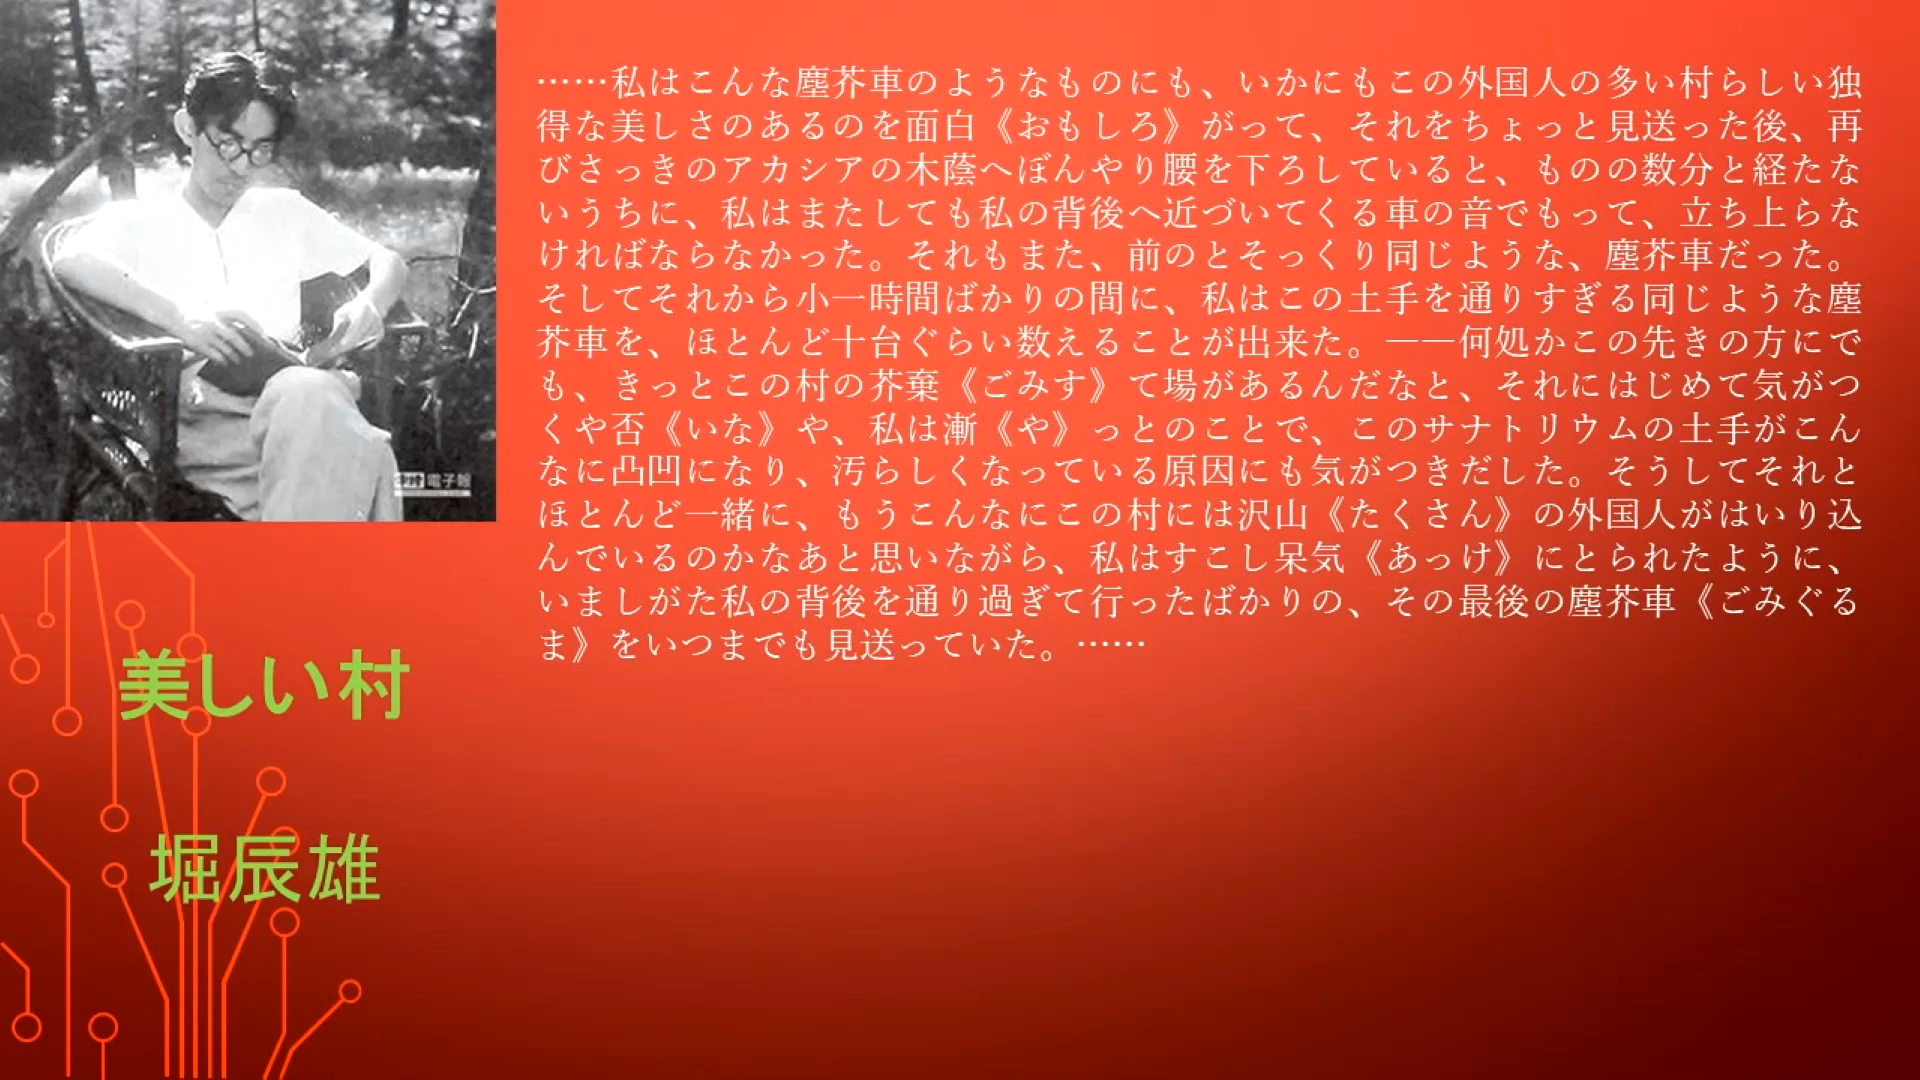 ……私はこんな塵芥車のようなものにも、いかにもこの外国人の多い村らしい独
得な美しさのあるのを面白《おもしろ》がって、それをちょっと見送った後、再
びさっきのアカシアの木蔭へぼんやり腰を下ろしていると、ものの数分と経たな
いうちに、私はまたしても私の背後へ近づいてくる車の音でもって、立ち上らな
ければならなかった。それもまた、前のとそっくり同じような、塵芥車だった。
そしてそれから小一時間ばかりの間に、私はこの土手を通りすぎる同じような塵
芥車を、ほとんど十台ぐらい数えることが出来た。――何処かこの先きの方にで
も、きっとこの村の芥棄《ごみす》て場があるんだなと、それにはじめて気がつ
くや否《いな》や、私は漸《や》っとのことで、このサナトリウムの土手がこん
なに凸凹になり、汚らしくなっている原因にも気がつきだした。そうしてそれと
ほとんど一緒に、もうこんなにこの村には沢山《たくさん》の外国人がはいり込
んでいるのかなあと思いながら、私はすこし呆気《あっけ》にとられたように、
いましがた私の背後を通り過ぎて行ったばかりの、その最後の塵芥車《ごみぐる
ま》をいつまでも見送っていた。……
電子報
美しい村
堀辰雄